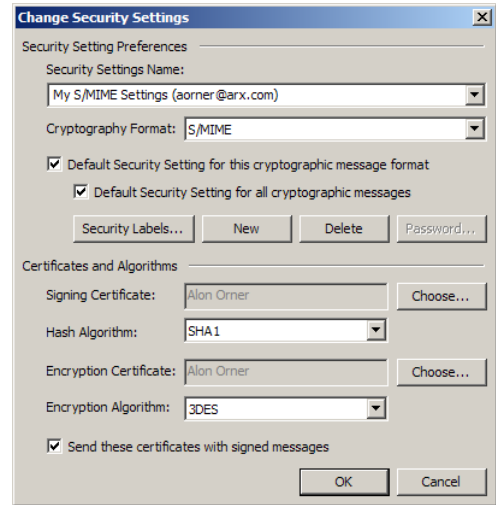 Change Security Settings
Security Setting Preferences
Security Settings Name:
My S/MIME Settings (aorner@arx.com)
Cryptography Format: S/MIME
Default Security Setting for this cryptographic message format
Default Security Setting for all cryptographic messages
Security Labels... New Delete Password...
Certificates and Algorithms
Signing Certificate: Alon Orner Choose...
Hash Algorithm: SHA1
Encryption Certificate: Alon Orner Choose...
Encryption Algorithm: 3DES
Send these certificates with signed messages
OK Cancel